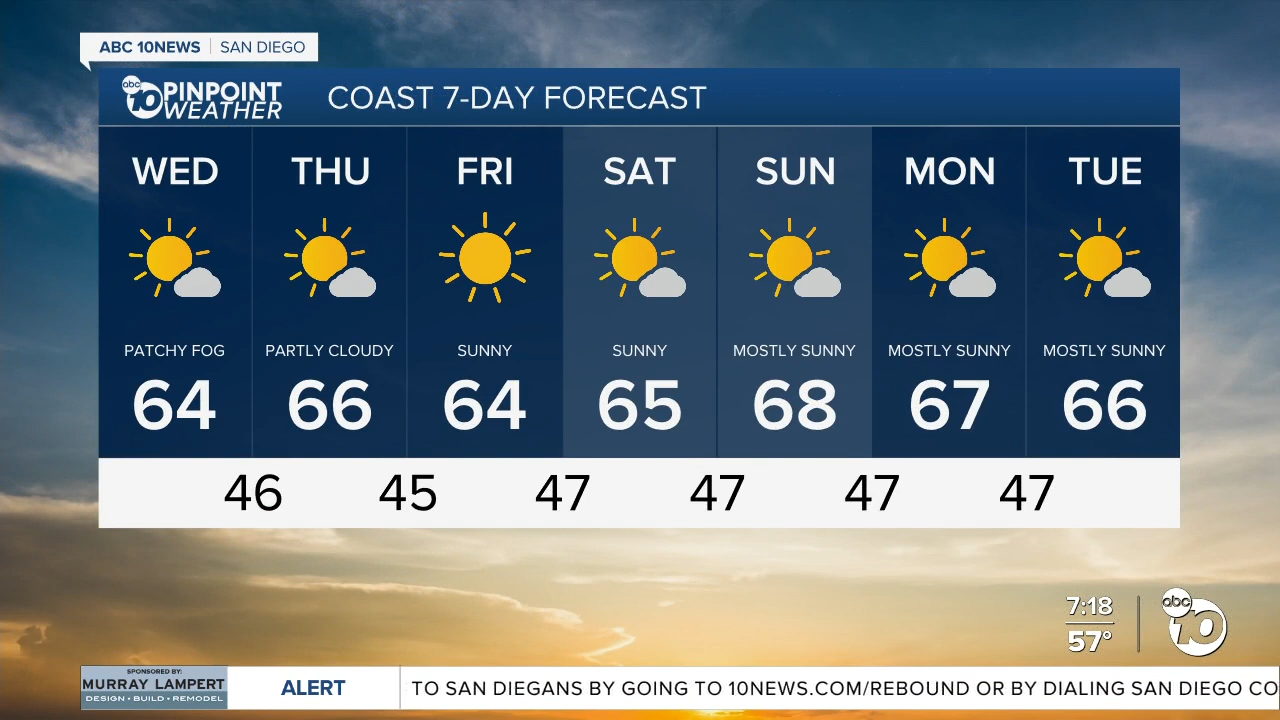 ABC 10NEWS | SAN DIEGO
abc 10 PINPOINT WEATHER
COAST 7-DAY FORECAST
WED THU FRI SAT SUN MON TUE
PATCHY FOG PARTLY CLOUDY SUNNY SUNNY MOSTLY SUNNY MOSTLY SUNNY MOSTLY SUNNY
64 66 64 65 68 67 66
46 45 47 47 47 47
7:18
57°
abc 10
SPONSORED BY:
MURRAY LAMPERT
DESIGN • BUILD • REMODEL
ALERT
TO SAN DIEGANS BY GOING TO 10NEWS.COM/REBOUND OR BY DIALING SAN DIEGO CO